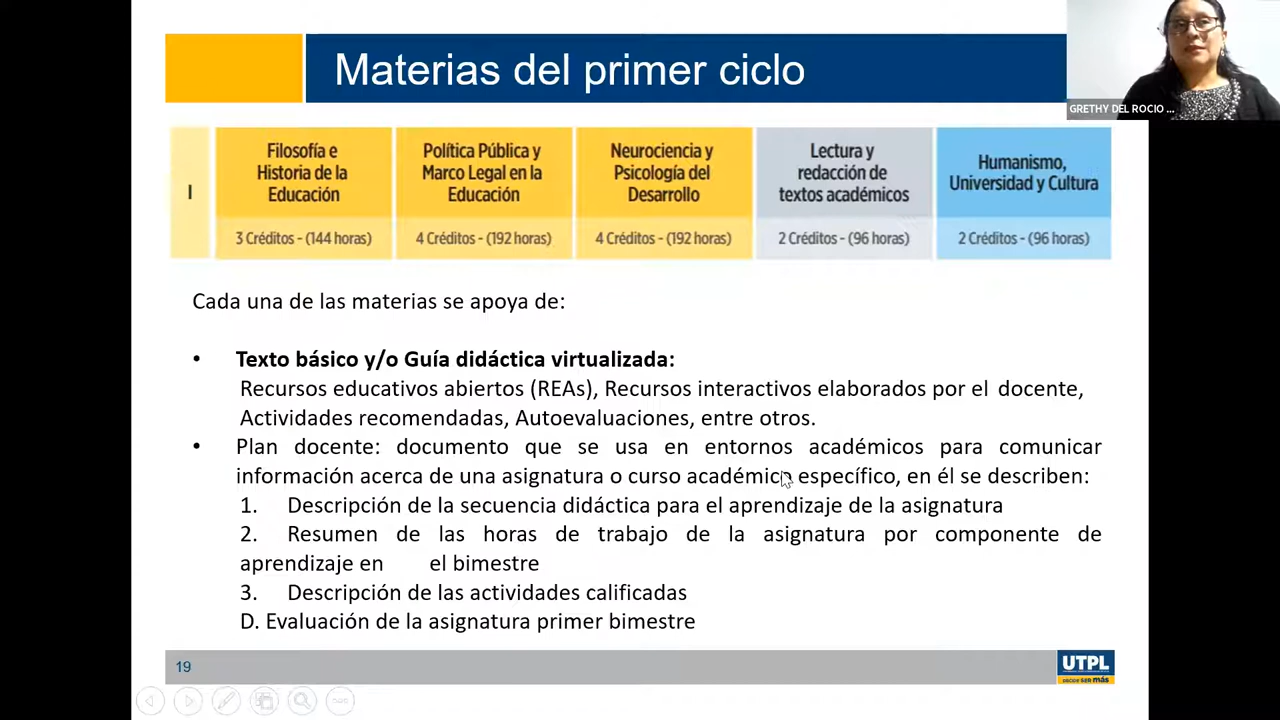 Materias del primer ciclo
GRETHY DEL ROCIO ...
I
Filosofía e
Historia de la
Educación
3 Créditos - (144 horas)
Política Pública y
Marco Legal en la
Educación
4 Créditos - (192 horas)
Neurociencia y
Psicología del
Desarrollo
4 Créditos - (192 horas)
Lectura y
redacción de
textos académicos
2 Créditos - (96 horas)
Humanismo,
Universidad y Cultura
2 Créditos - (96 horas)
Cada una de las materias se apoya de:
• Texto básico y/o Guía didáctica virtualizada:
Recursos educativos abiertos (REAs), Recursos interactivos elaborados por el docente,
Actividades recomendadas, Autoevaluaciones, entre otros.
• Plan docente: documento que se usa en entornos académicos para comunicar
información acerca de una asignatura o curso académico específico, en él se describen:
1. Descripción de la secuencia didáctica para el aprendizaje de la asignatura
2. Resumen de las horas de trabajo de la asignatura por componente de
aprendizaje en el bimestre
3. Descripción de las actividades calificadas
D. Evaluación de la asignatura primer bimestre
19
UTPL
DECIDE SER MÁS